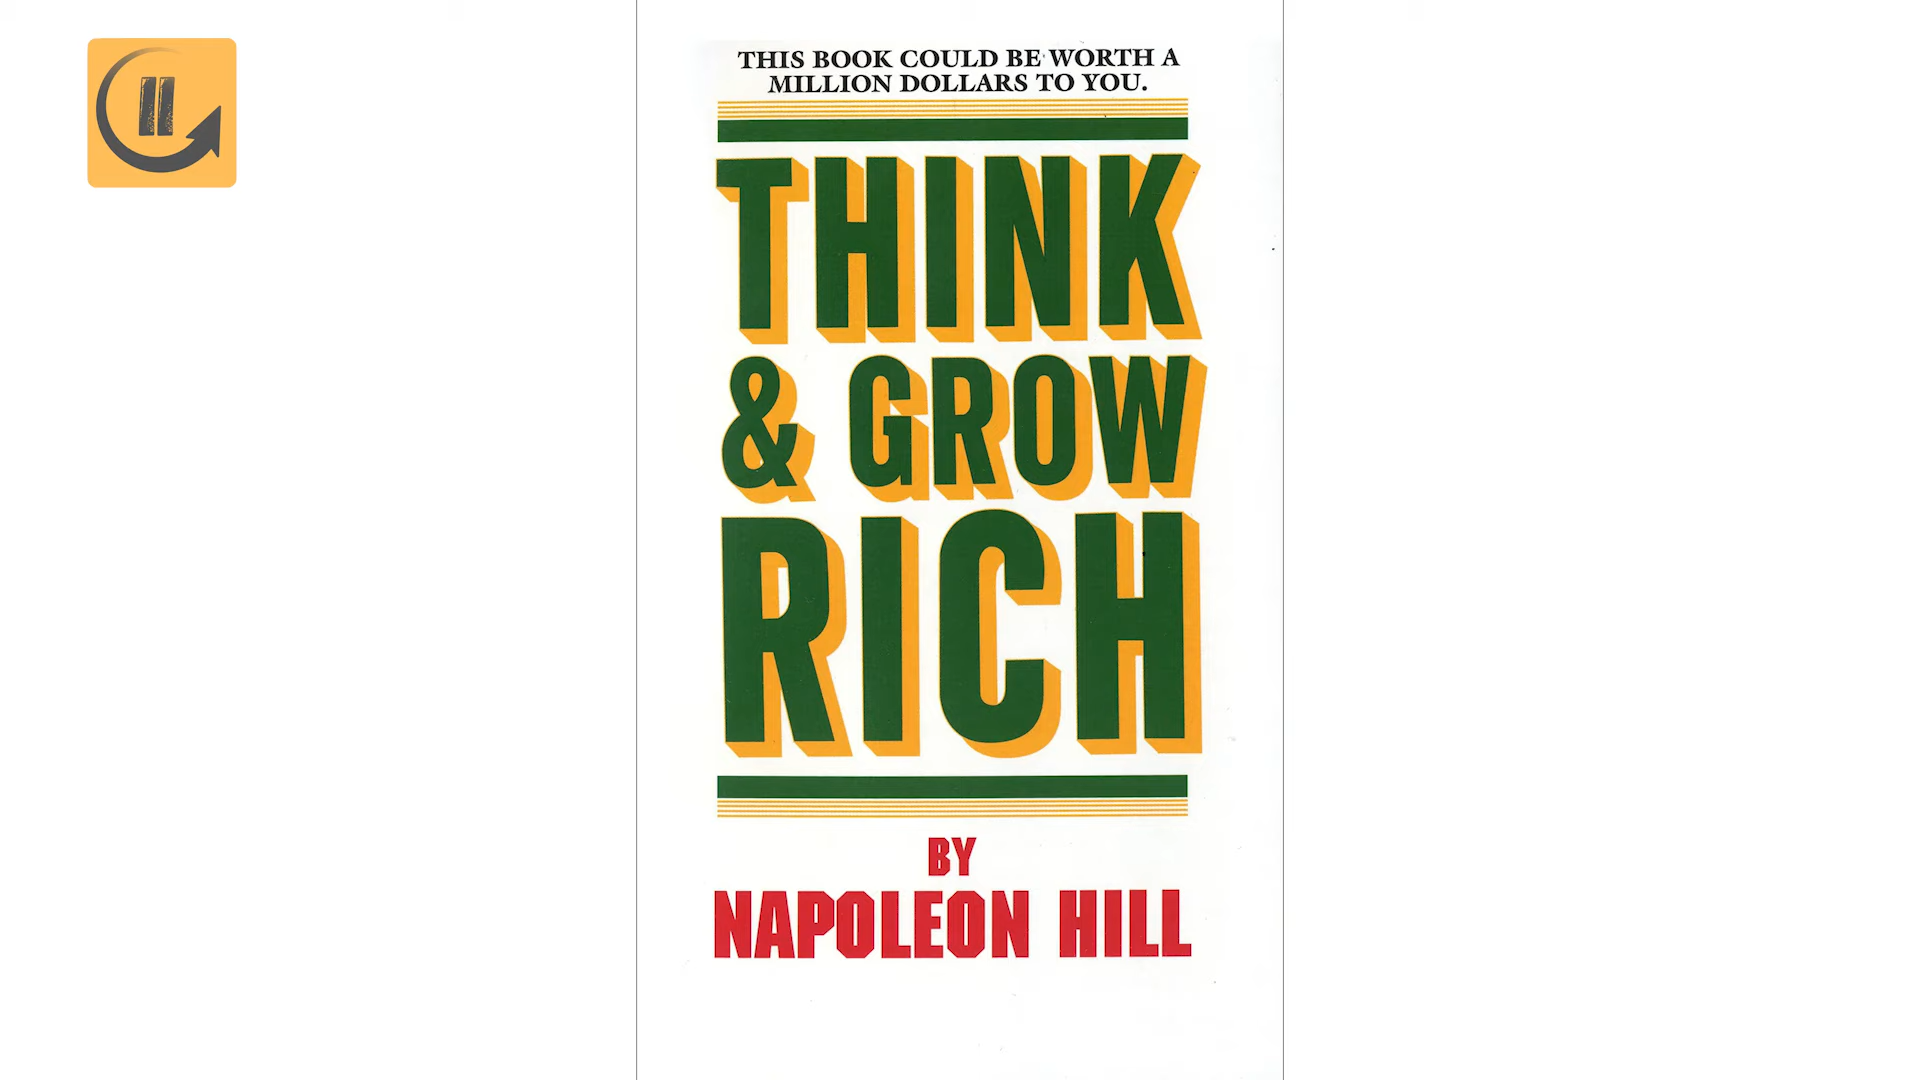 THIS BOOK COULD BE WORTH A
MILLION DOLLARS TO YOU.
THINK
& GROW
RICH
BY
NAPOLEON HILL